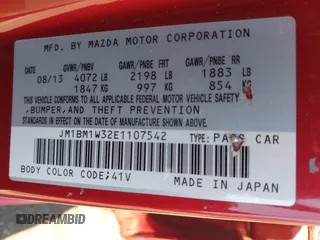 MFD. BY MAZDA MOTOR CORPORATION
GVWR/PNBV GAWR/PNBE FR GAWR/PNBE RR
08/13 4072 LB 2198 LB 1883 LB
1847 KG 997 KG 854 KG
THIS VEHICLE CONFORMS TO ALL APPLICABLE
FEDERAL MOTOR VEHICLE SAFETY
,BUMPER,AND THEFT PREVENTION
STANDARDS IN EFFECT ON THE DATE OF
MANUFACTURE SHOWN ABOVE.
JM1BM1W32E1107542 TYPE; PASS CAR
BODY COLOR CODE;41V MADE IN JAPAN
DREAMBID